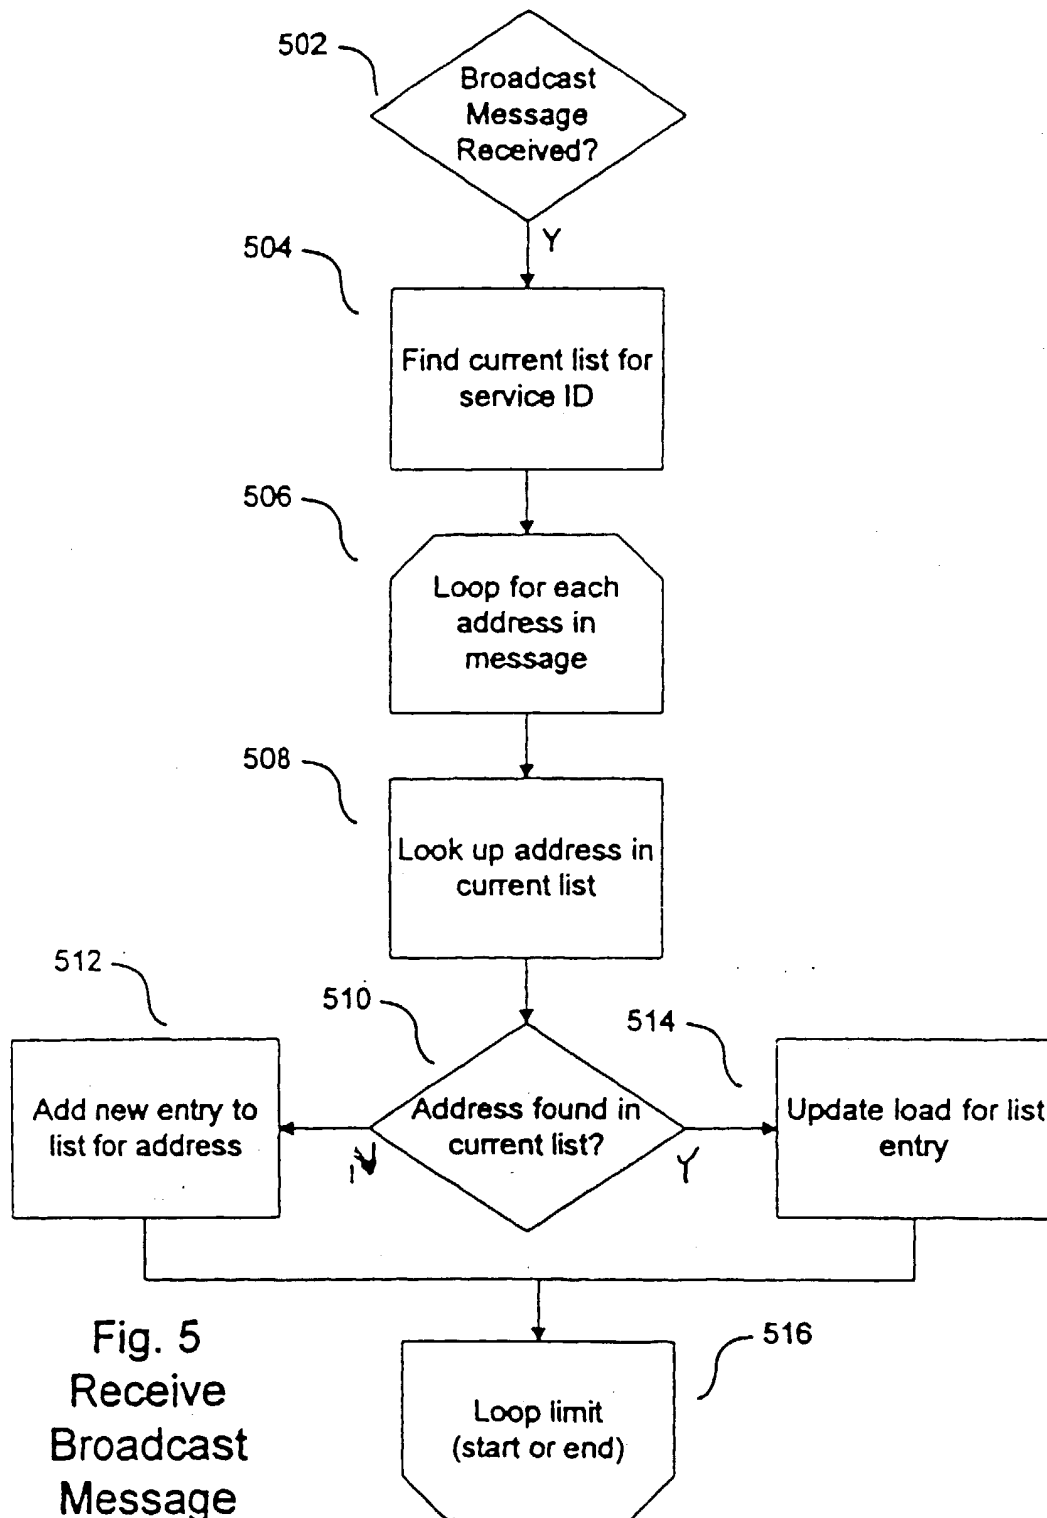 502
Broadcast
Message
Received?
Y
504
Find current list for
service ID
506
Loop for each
address in
message
508
Look up address in
current list
512
510
514
Add new entry to
list for address
Address found in
current list?
Update load for list
entry
N
Y
516
Loop limit
(start or end)
Fig. 5
Receive
Broadcast
Message